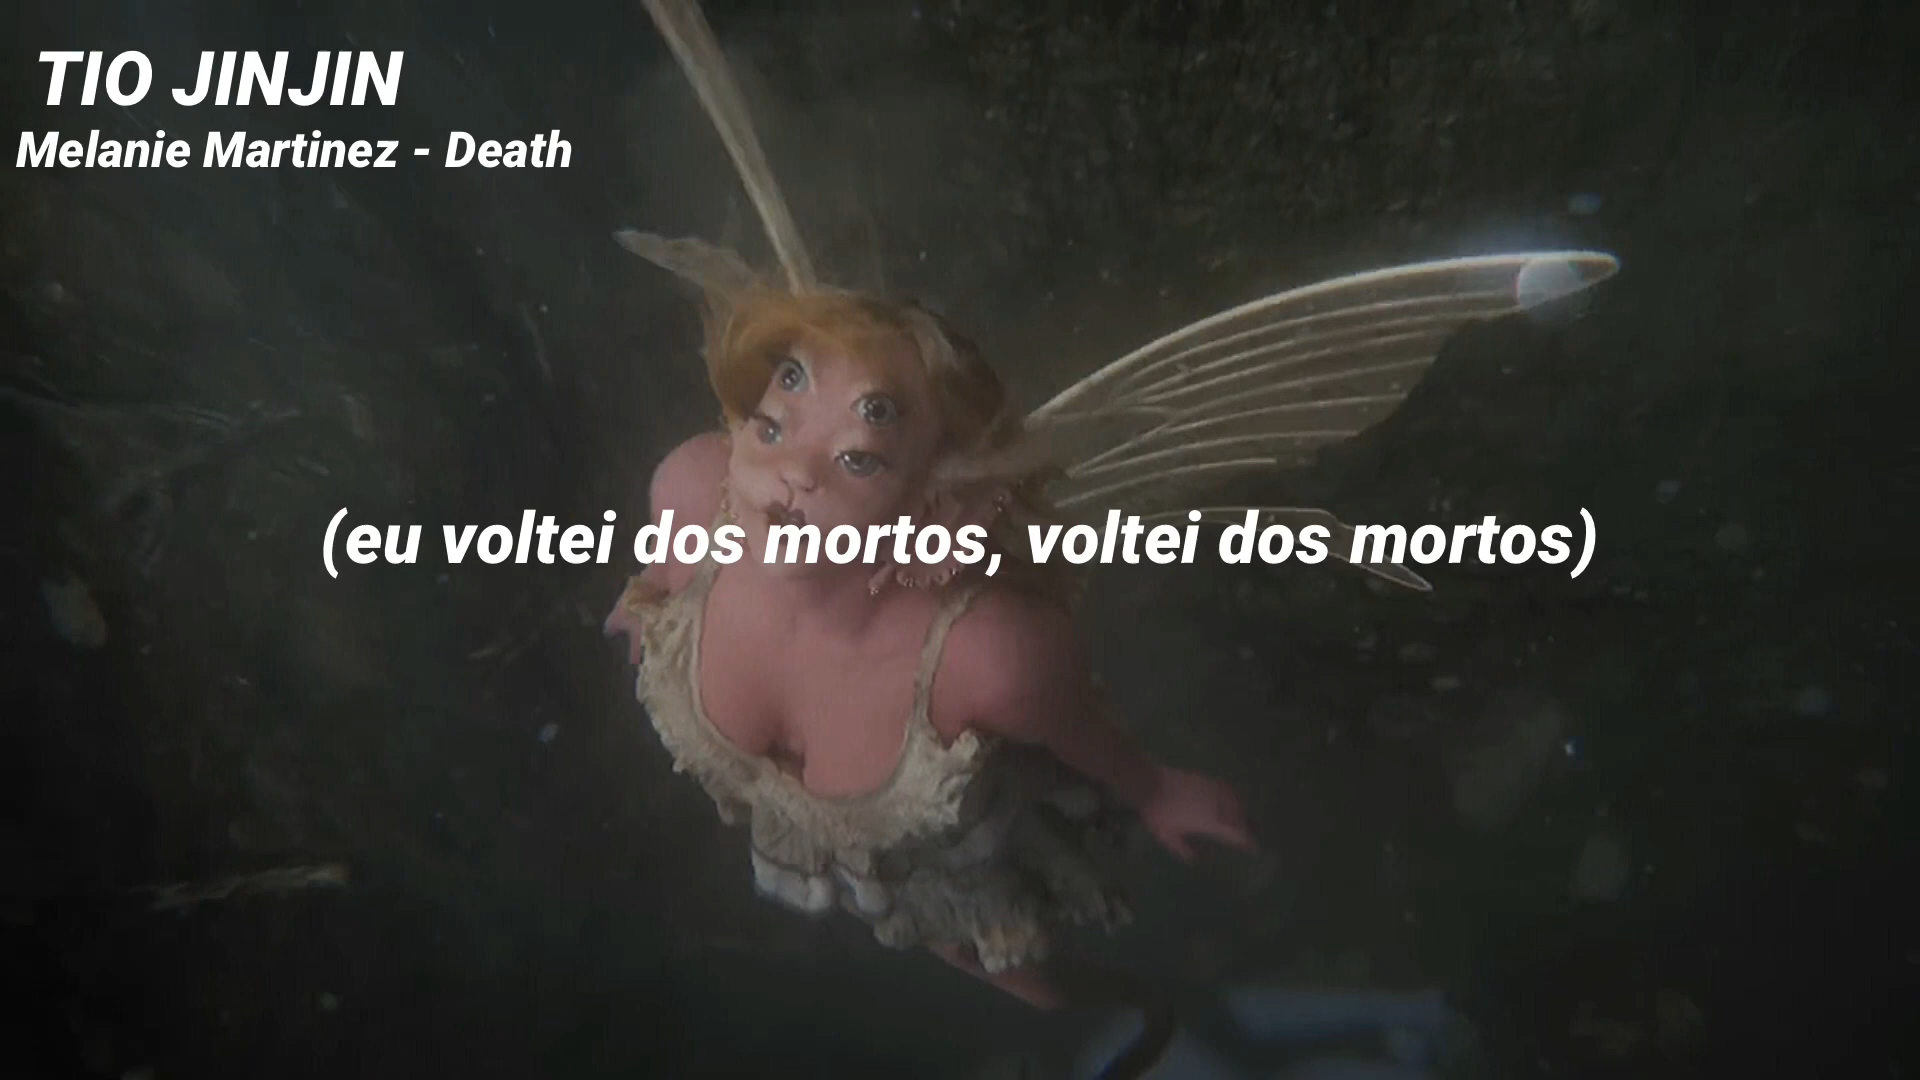 TIO JINJIN
Melanie Martinez - Death
(eu voltei dos mortos, voltei dos mortos)